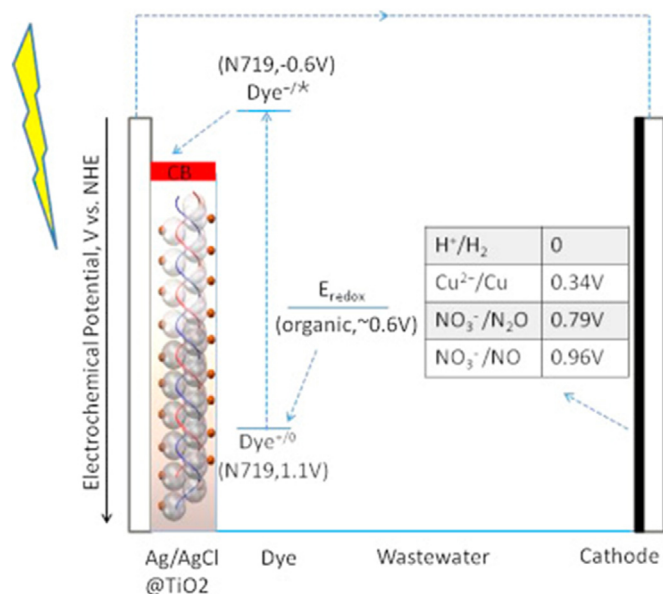 (N719,-0.6V)
Dye⁻/*
CB
Electrochemical Potential, V vs. NHE
E_redox
(organic,~0.6V)
H⁺/H₂ 0
Cu²⁻/Cu 0.34V
NO₃⁻/N₂O 0.79V
NO₃⁻/NO 0.96V
Dye⁺/⁰
(N719,1.1V)
Ag/AgCl Dye Wastewater Cathode
@TiO2